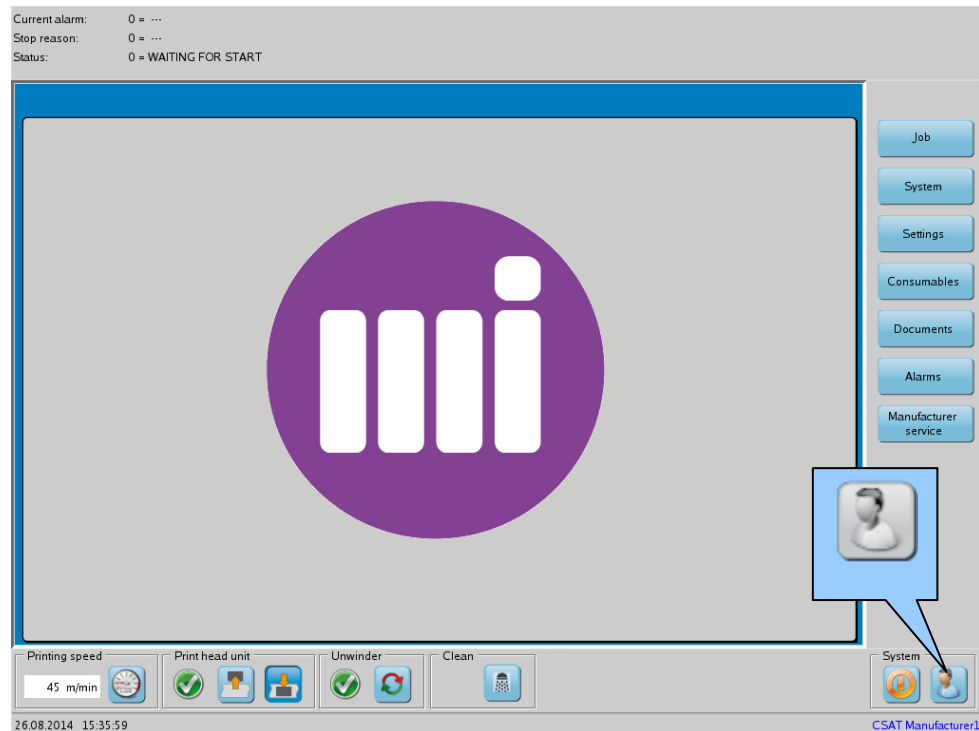 Current alarm: 0 = ---
Stop reason: 0 = ---
Status: 0 = WAITING FOR START
Job
System
Settings
Consumables
Documents
Alarms
Manufacturer
service
Printing speed
Print head unit
Unwinder
Clean
System
45 m/min
26.08.2014 15:35:59
CSAT Manufacturer1